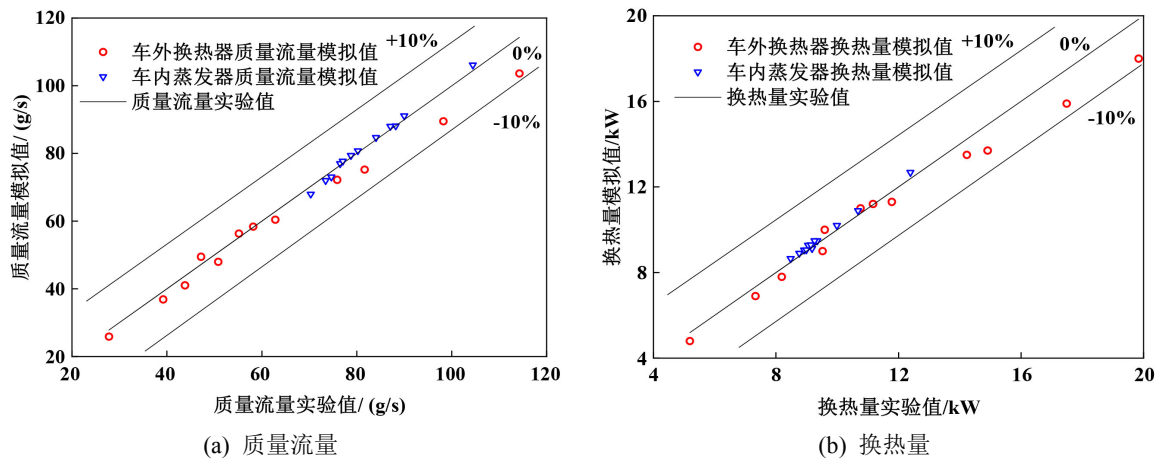 质量流量模拟值/ (g/s)
120
100
80
60
40
20
车外换热器质量流量模拟值
车内蒸发器质量流量模拟值
质量流量实验值
+10%
0%
-10%
20 40 60 80 100 120
质量流量实验值/ (g/s)
(a) 质量流量
换热量模拟值/kW
20
16
12
8
4
车外换热器换热量模拟值
车内蒸发器换热量模拟值
换热量实验值
+10%
0%
-10%
4 8 12 16 20
换热量实验值/kW
(b) 换热量